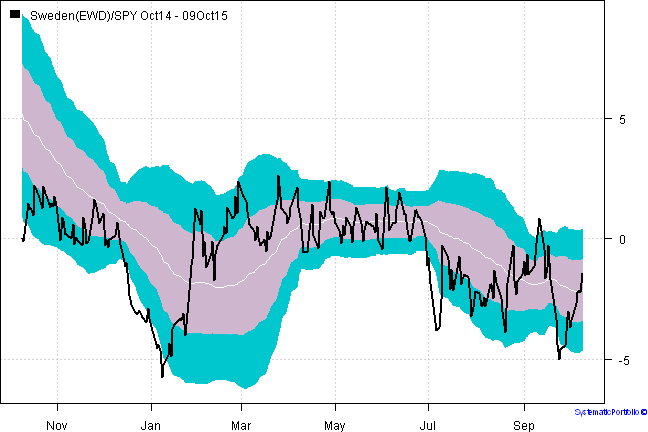 Sweden(EWD)/SPY Oct14 - 09Oct15
5
0
-5
Nov Jan Mar May Jul Sep
SystematicPortfolio ©